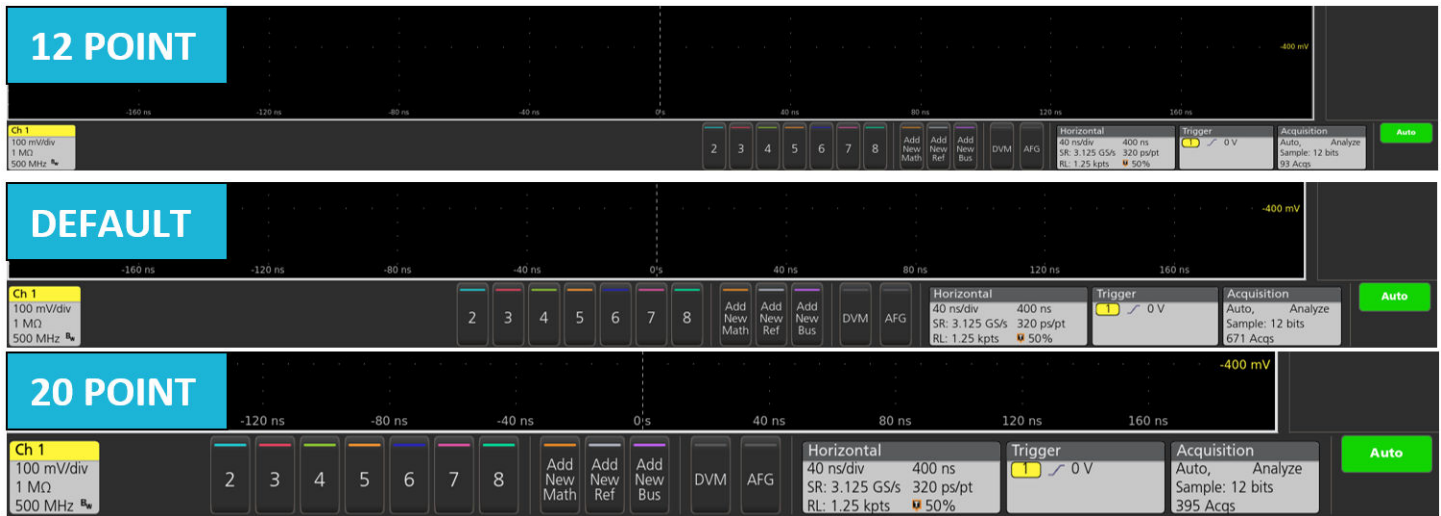 12 POINT
-400 mV
-160 ns -120 ns -80 ns -40 ns 0's 40 ns 80 ns 120 ns 160 ns
Ch 1
100 mV/div
1 MΩ
500 MHz Bw
2 3 4 5 6 7 8
Add New Math
Add New Ref
Add New Bus
DVM AFG
Horizontal
40 ns/div 400 ns
SR: 3.125 GS/s 320 ps/pt
RL: 1.25 kpts 50%
Trigger
1 0 V
Acquisition
Auto, Analyze
Sample: 12 bits
93 Acqs
Auto
DEFAULT
-400 mV
-160 ns -120 ns -80 ns -40 ns 0's 40 ns 80 ns 120 ns 160 ns
Ch 1
100 mV/div
1 MΩ
500 MHz Bw
2 3 4 5 6 7 8
Add New Math
Add New Ref
Add New Bus
DVM AFG
Horizontal
40 ns/div 400 ns
SR: 3.125 GS/s 320 ps/pt
RL: 1.25 kpts 50%
Trigger
1 0 V
Acquisition
Auto, Analyze
Sample: 12 bits
671 Acqs
Auto
20 POINT
-400 mV
-120 ns -80 ns -40 ns 0's 40 ns 80 ns 120 ns 160 ns
Ch 1
100 mV/div
1 MΩ
500 MHz Bw
2 3 4 5 6 7 8
Add New Math
Add New Ref
Add New Bus
DVM AFG
Horizontal
40 ns/div 400 ns
SR: 3.125 GS/s 320 ps/pt
RL: 1.25 kpts 50%
Trigger
1 0 V
Acquisition
Auto, Analyze
Sample: 12 bits
395 Acqs
Auto